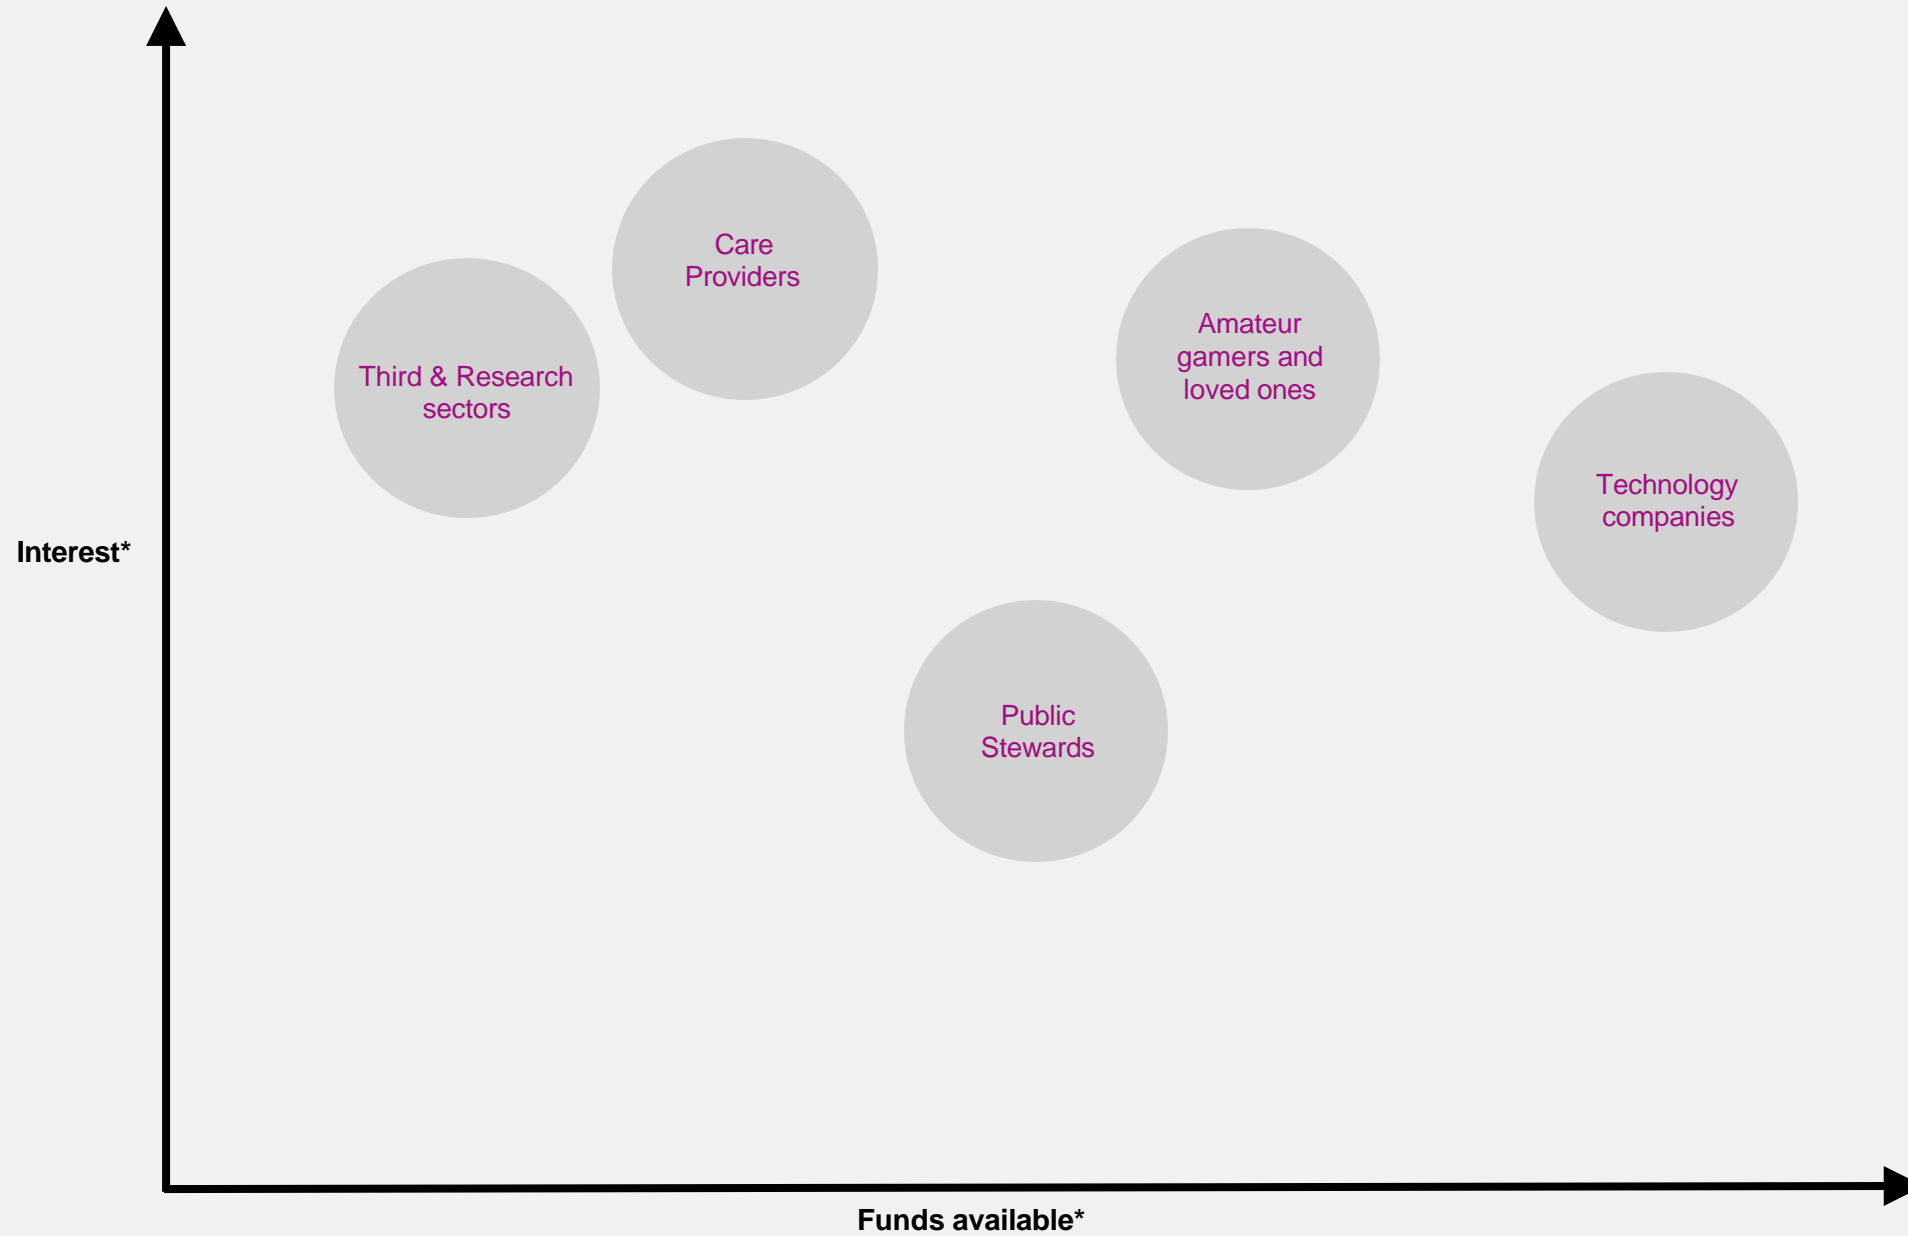 Care
Providers
Amateur
gamers and
loved ones
Third & Research
sectors
Technology
companies
Interest*
Public
Stewards
Funds available*